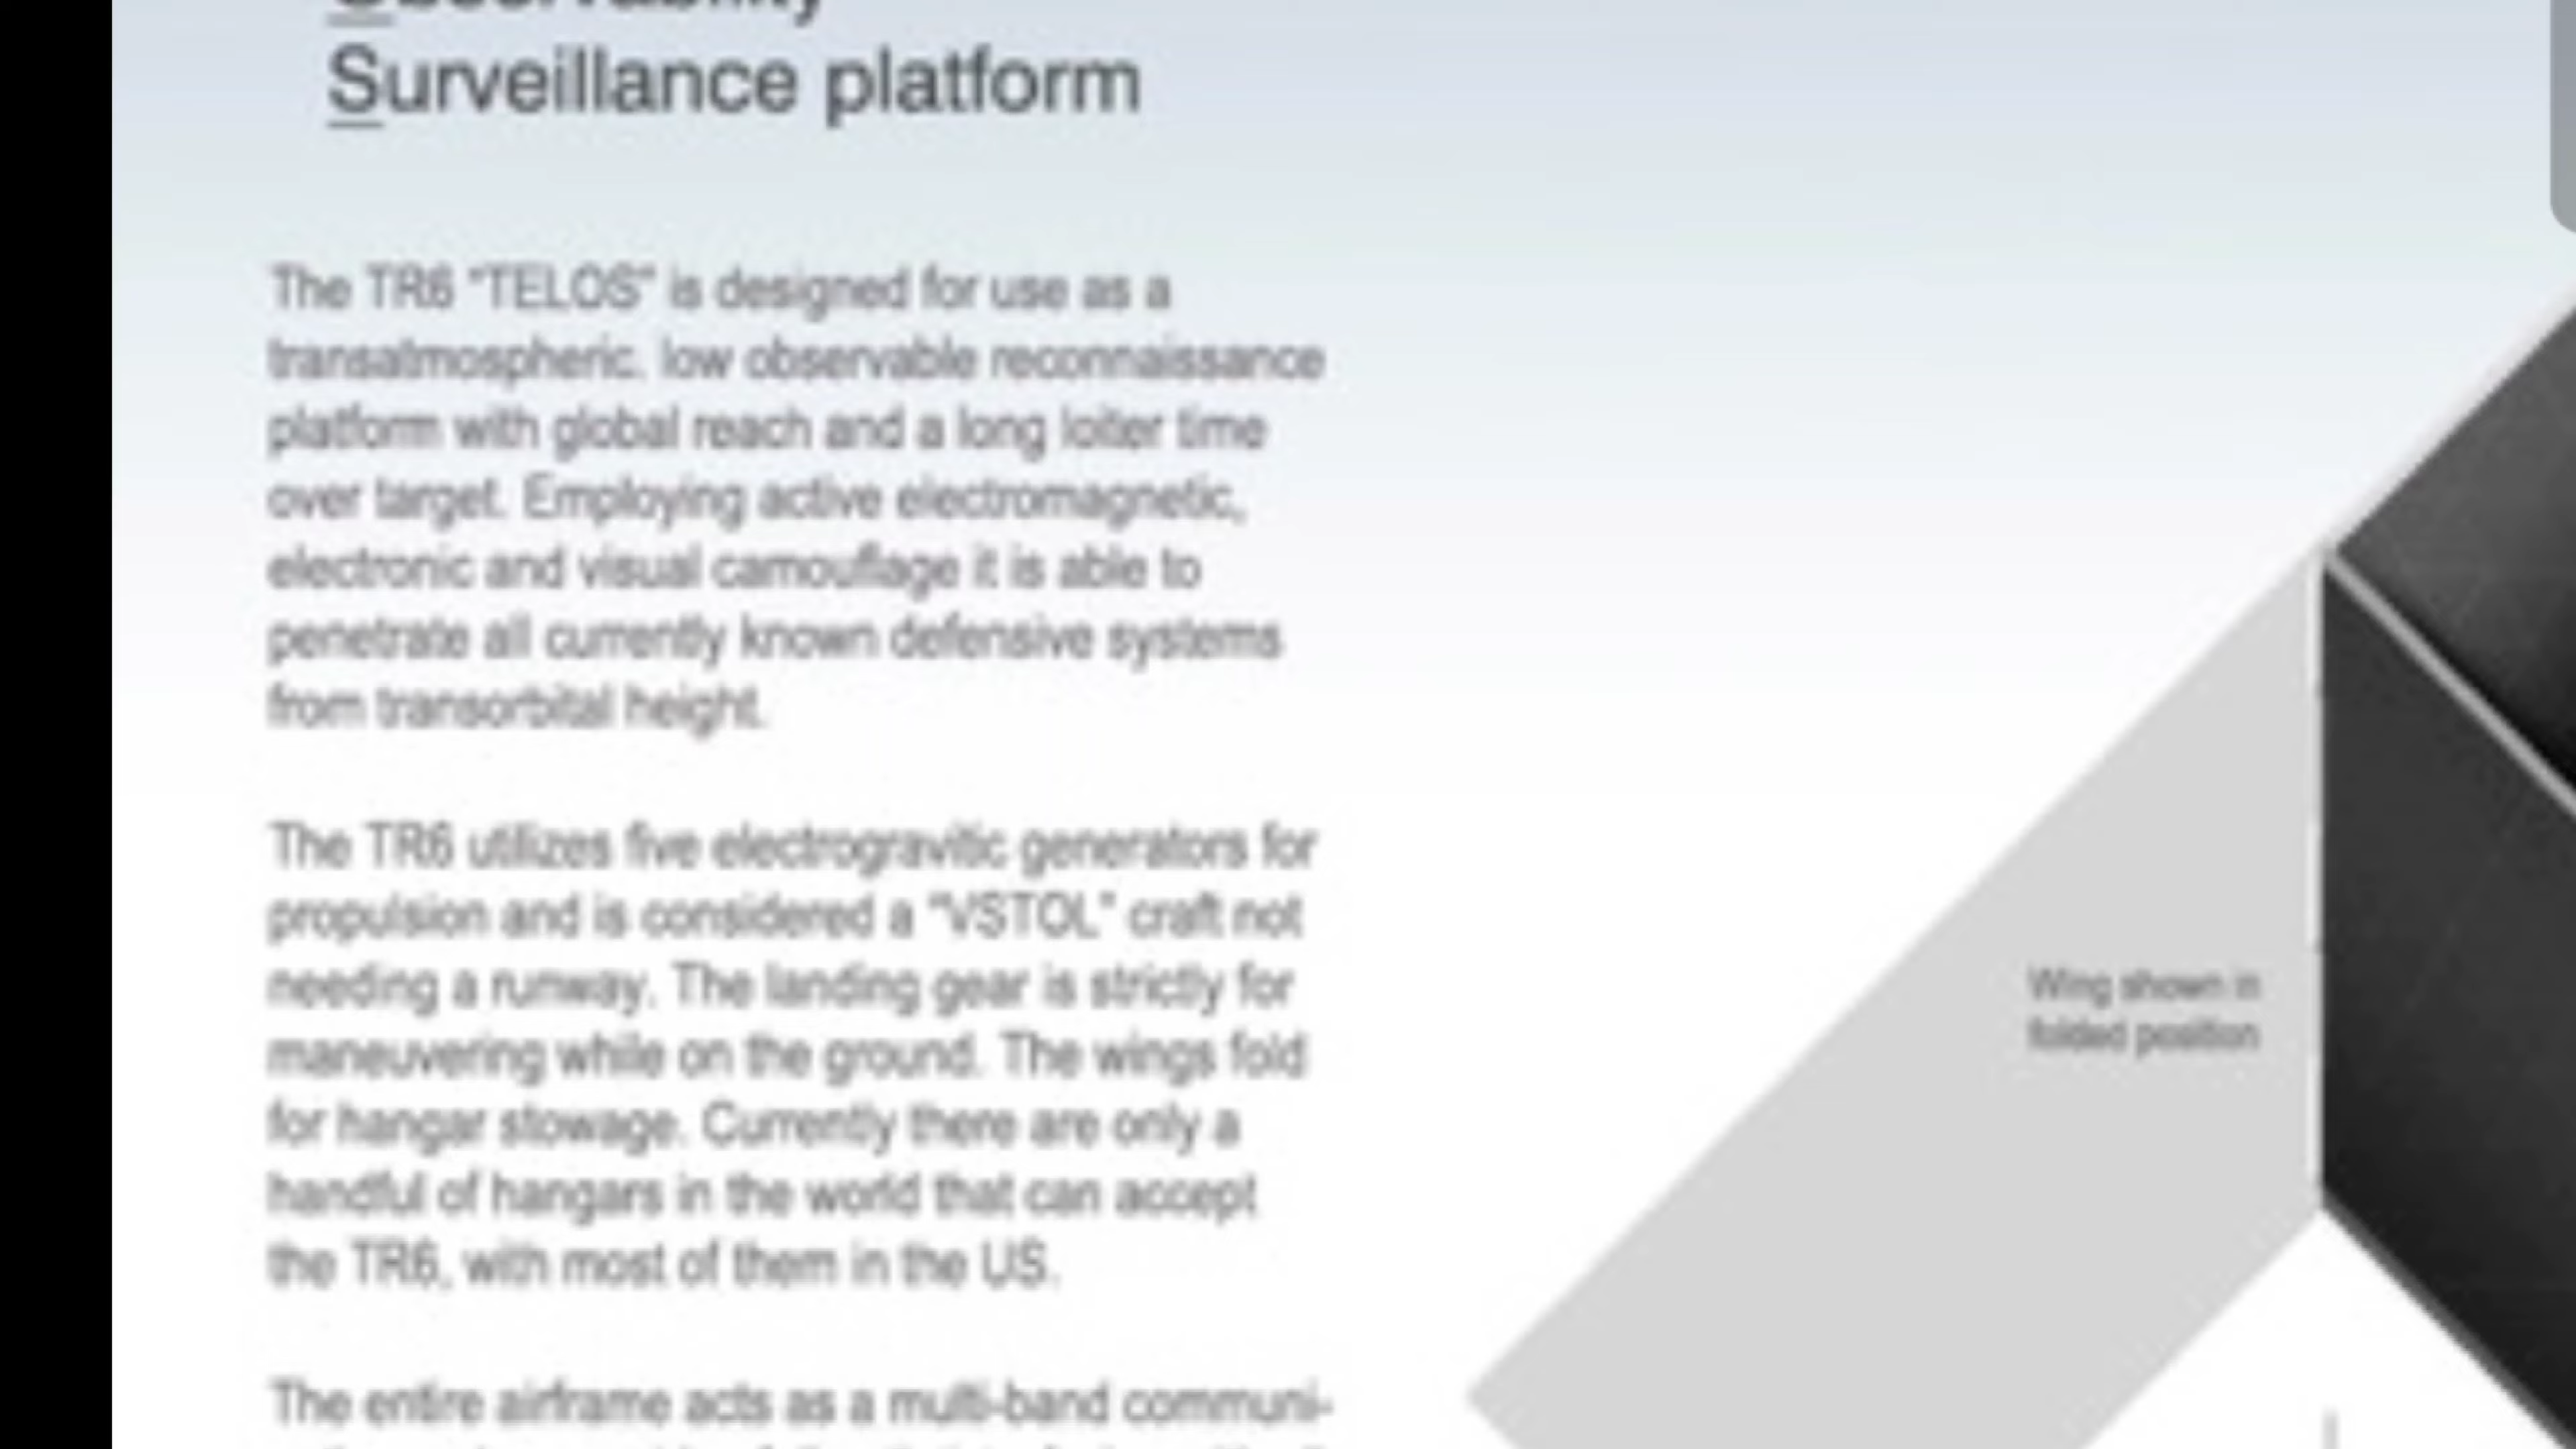 Observability
Surveillance platform
The TR6 "TELOS" is designed for use as a
transatmospheric. low observable reconnaissance
platform with global reach and a long loiter time
over target. Employing active electromagnetic,
electronic and visual camouflage it is able to
penetrate all currently known defensive systems
from transorbital height.
The TR6 utilizes five electrogravitic generators for
propulsion and is considered a "VSTOL" craft not
needing a runway. The landing gear is strictly for
maneuvering while on the ground. The wings fold
for hangar stowage. Currently there are only a
handful of hangars in the world that can accept
the TR6, with most of them in the US.
The entire airframe acts as a multi-band communi-
Wing shown in
folded position